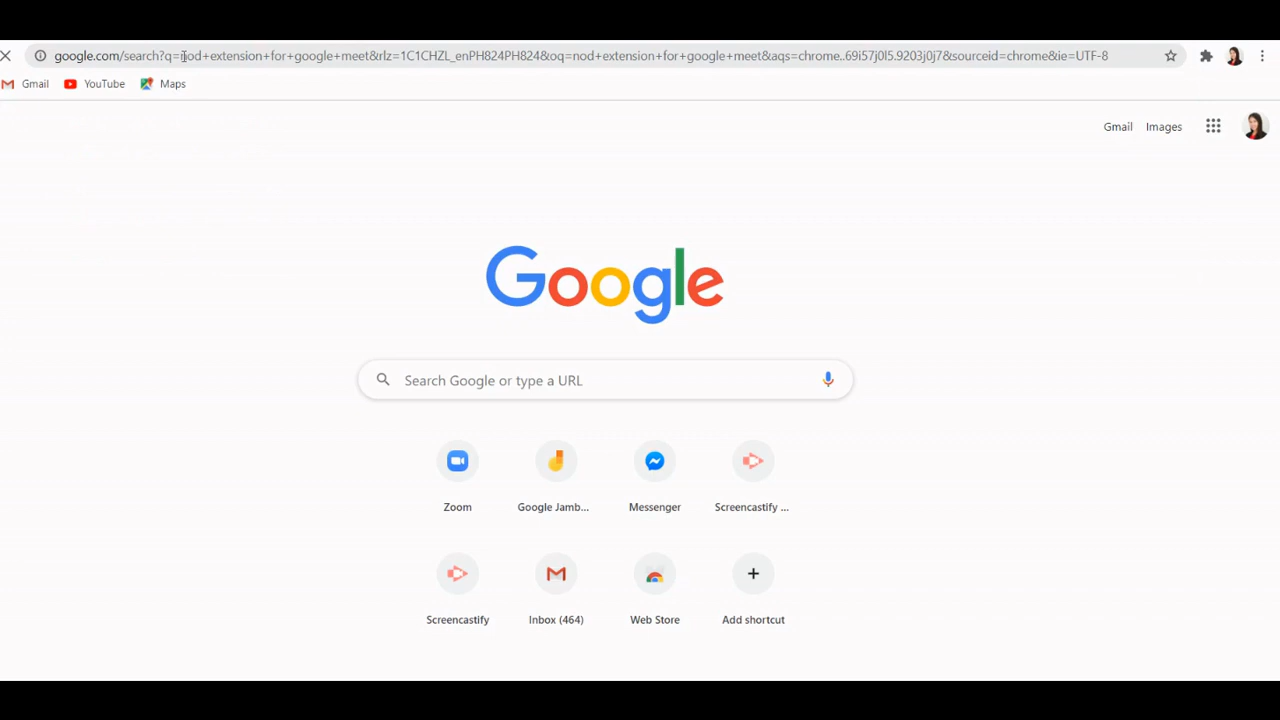 google.com/search?q=nod+extension+for+google+meet&rlz=1C1CHZL_enPH824PH824&oq=nod+extension+for+google+meet&aqs=chrome..69i57j0l5.9203j0j7&sourceid=chrome&ie=UTF-8
Gmail YouTube Maps
Gmail Images
Google
Search Google or type a URL
Zoom Google Jamb... Messenger Screencastify ...
Screencastify Inbox (464) Web Store Add shortcut